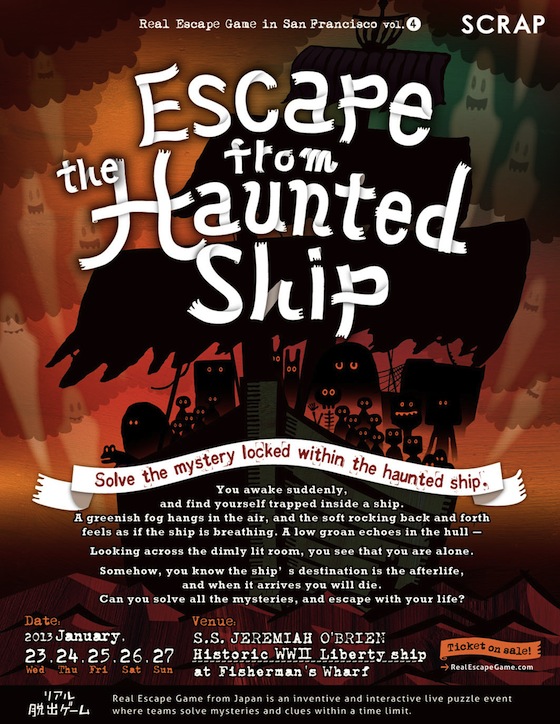 Real Escape Game in San Francisco vol.4
SCRAP
Escape
from
the
Haunted
Ship
Solve the mystery locked within the haunted ship.
You awake suddenly,
and find yourself trapped inside a ship.
A greenish fog hangs in the air, and the soft rocking back and forth
feels as if the ship is breathing. A low groan echoes in the hull —
Looking across the dimly lit room, you see that you are alone.
Somehow, you know the ship’s destination is the afterlife,
and when it arrives you will die.
Can you solve all the mysteries, and escape with your life?
Date:
2013 January.
23.24.25.26.27
Wed Thu Fri Sat Sun
Venue:
S.S. JEREMIAH O'BRIEN
Historic WWII Liberty ship
at Fisherman's Wharf
Ticket on sale!
→RealEscapeGame.com
リアル
脱出ゲーム
Real Escape Game from Japan is an inventive and interactive live puzzle event
where teams solve mysteries and clues within a time limit.